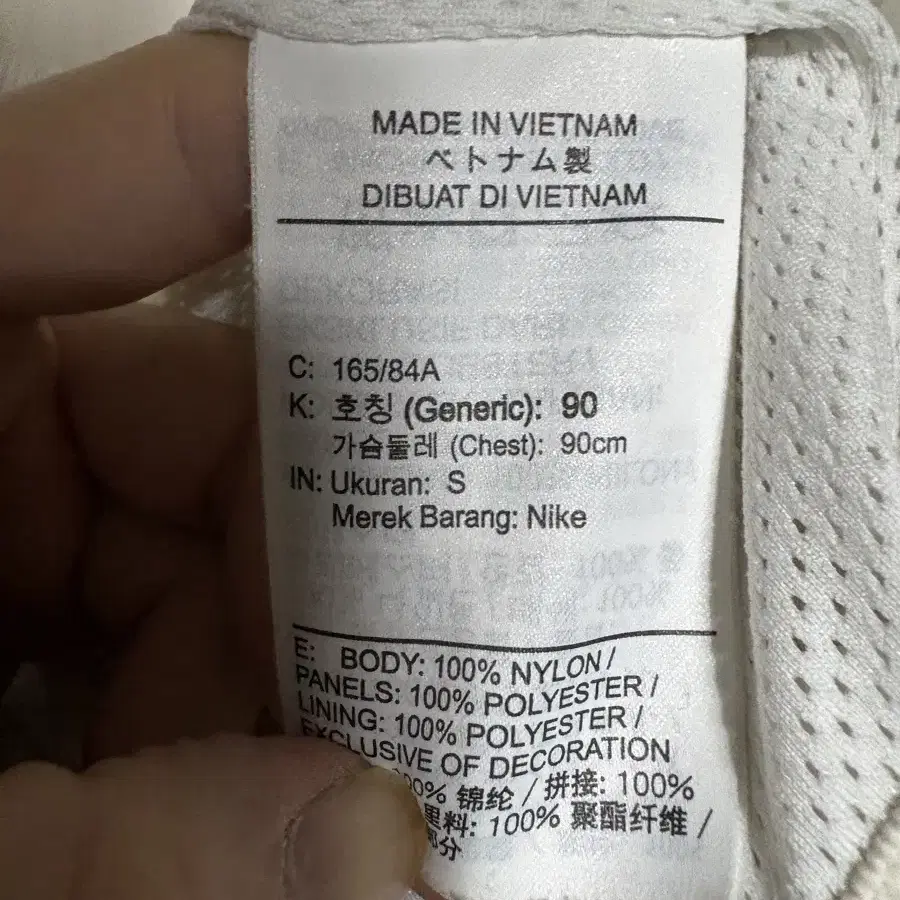 MADE IN VIETNAM
ベトナム製
DIBUAT DI VIETNAM
C: 165/84A
K: 호칭 (Generic): 90
가슴둘레 (Chest): 90cm
IN: Ukuran: S
Merek Barang: Nike
E: BODY: 100% NYLON /
PANELS: 100% POLYESTER /
LINING: 100% POLYESTER /
EXCLUSIVE OF DECORATION
锦纶 / 拼接: 100%
里料: 100% 聚酯纤维 /
部分